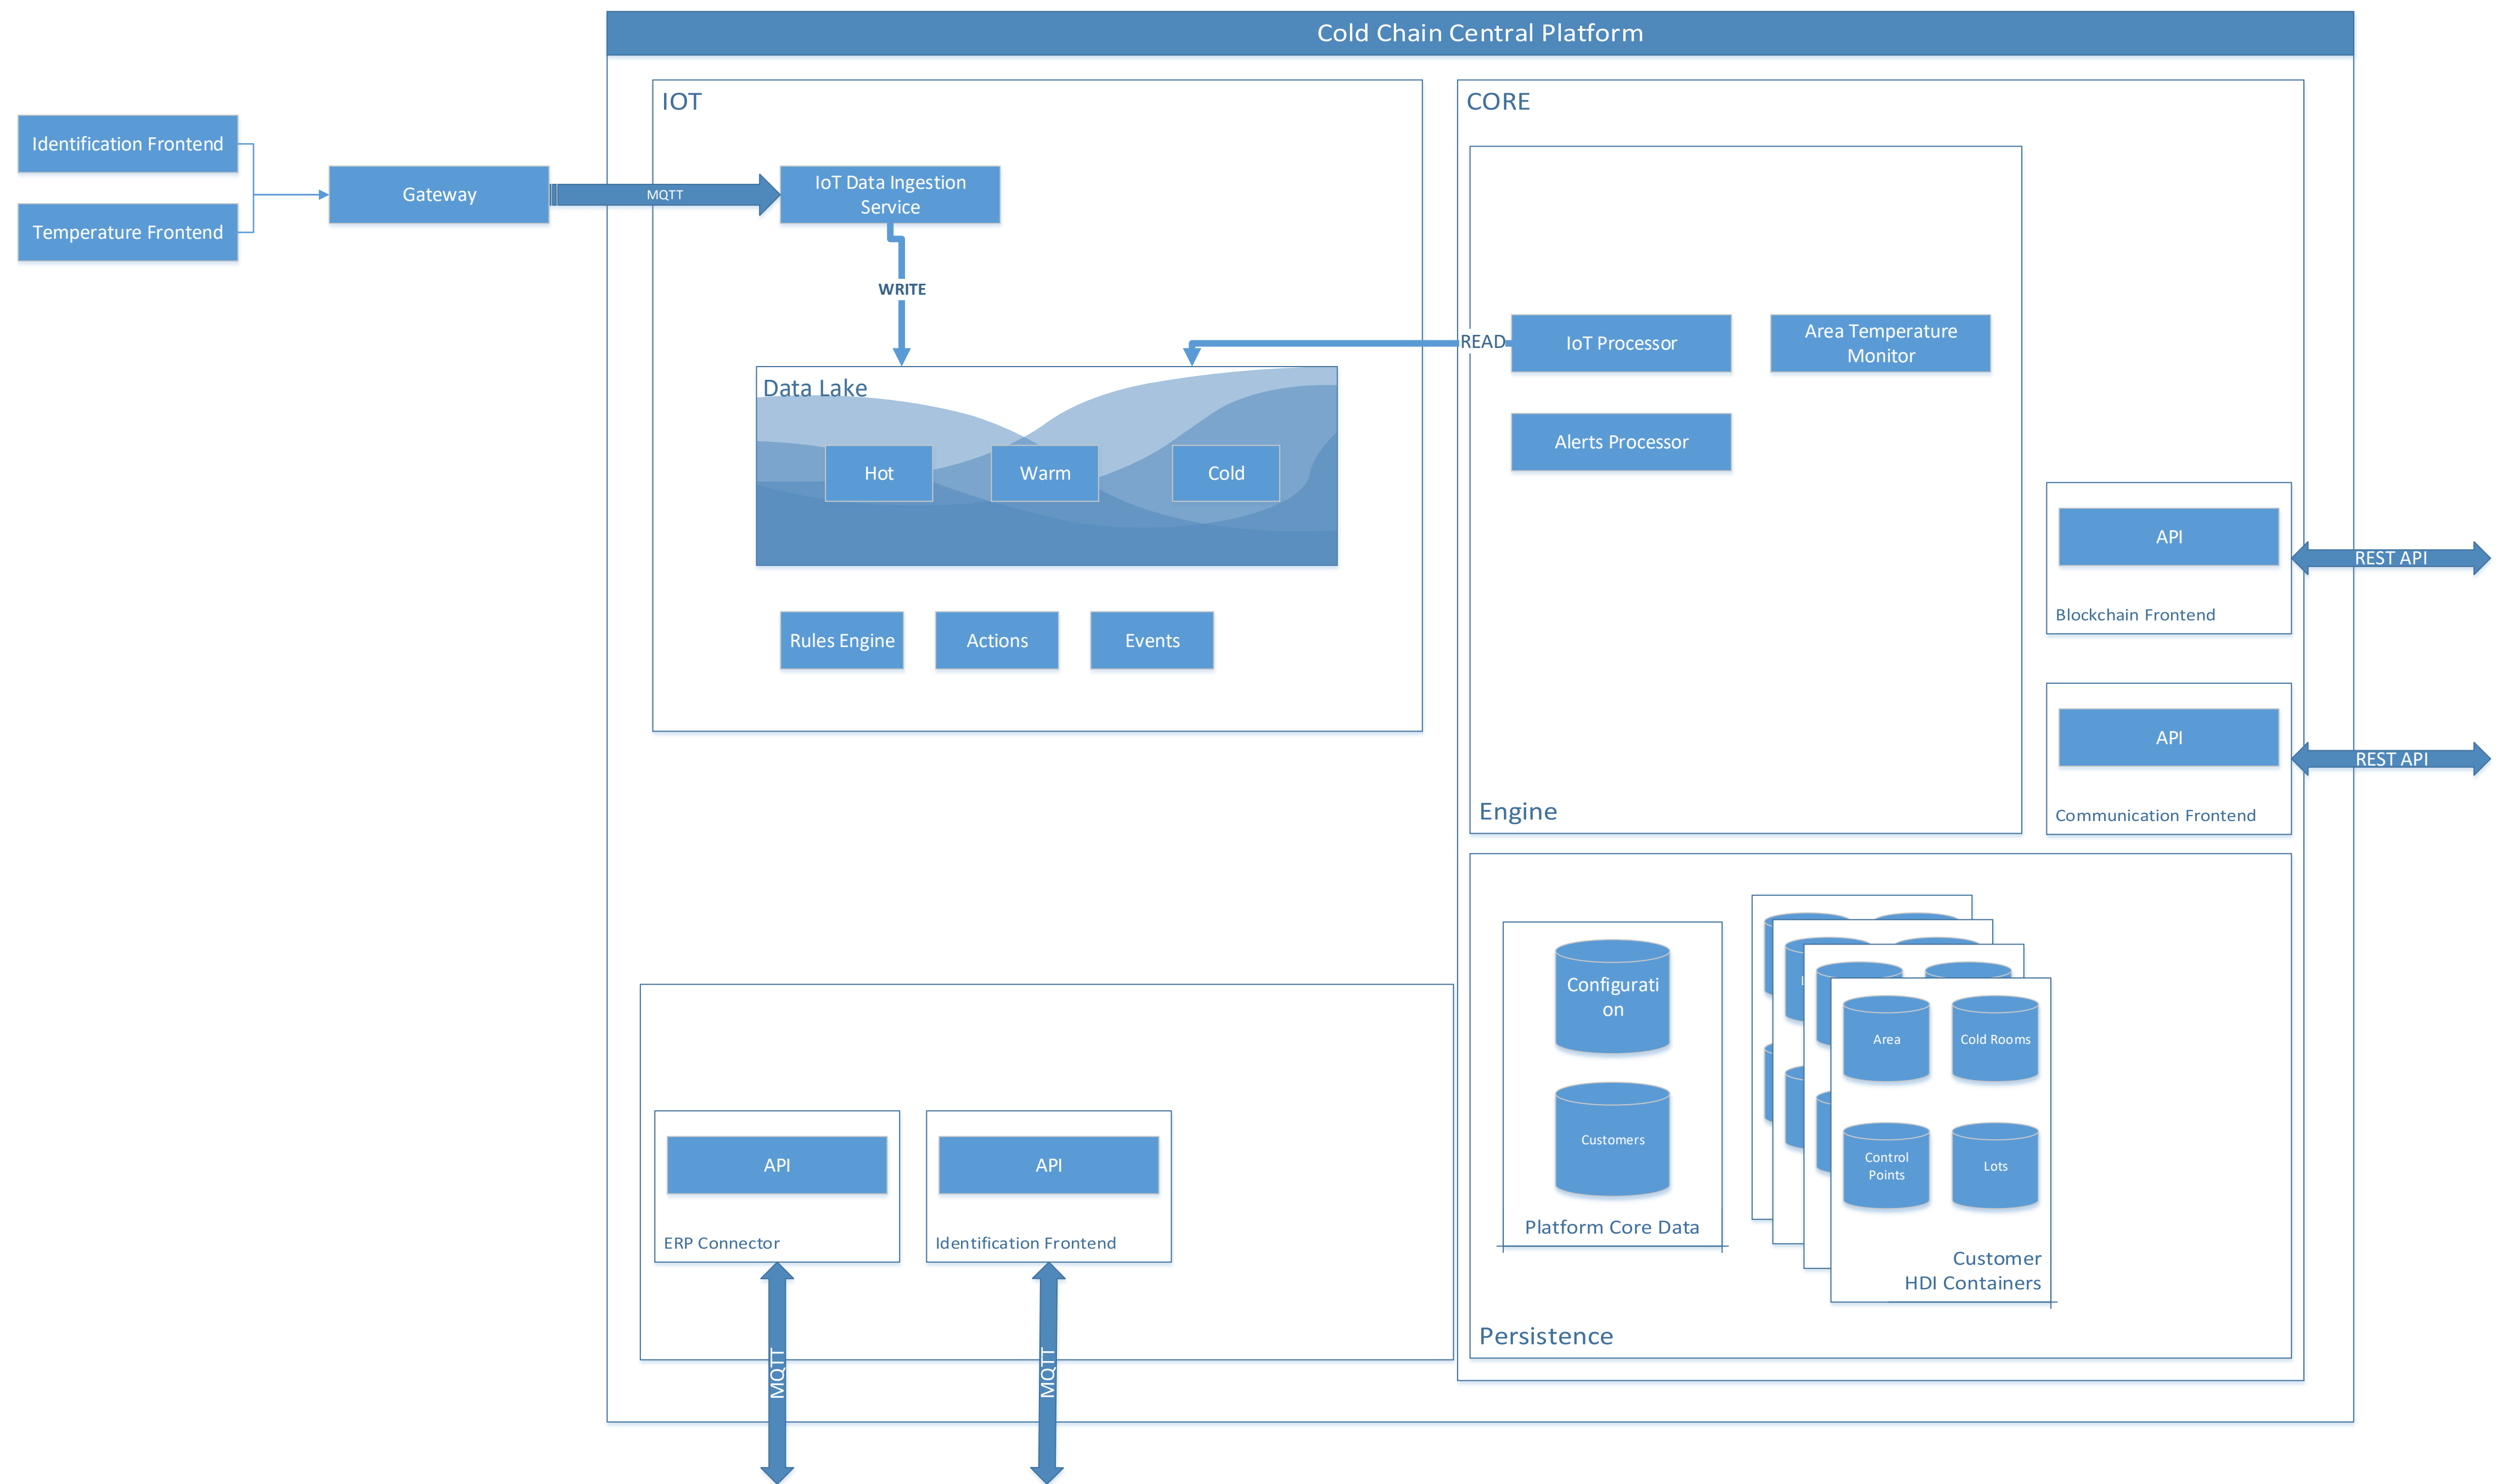 Cold Chain Central Platform
IOT
CORE
Identification Frontend
Temperature Frontend
Gateway
MQTT
IoT Data Ingestion
Service
WRITE
READ
IoT Processor
Area Temperature
Monitor
Alerts Processor
Data Lake
Hot
Warm
Cold
Rules Engine
Actions
Events
API
Blockchain Frontend
REST API
API
Communication Frontend
REST API
Engine
Configurati
on
Customers
Platform Core Data
Area
Cold Rooms
Control
Points
Lots
Customer
HDI Containers
Persistence
API
ERP Connector
API
Identification Frontend
MQTT
MQTT